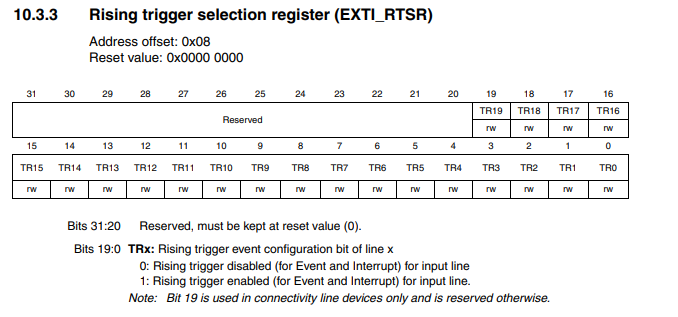 10.3.3 Rising trigger selection register (EXTI_RTSR)
Address offset: 0x08
Reset value: 0x0000 0000
31 30 29 28 27 26 25 24 23 22 21 20 19 18 17 16
Reserved TR19 TR18 TR17 TR16
rw rw rw rw
15 14 13 12 11 10 9 8 7 6 5 4 3 2 1 0
TR15 TR14 TR13 TR12 TR11 TR10 TR9 TR8 TR7 TR6 TR5 TR4 TR3 TR2 TR1 TR0
rw rw rw rw rw rw rw rw rw rw rw rw rw rw rw rw
Bits 31:20 Reserved, must be kept at reset value (0).
Bits 19:0 TRx: Rising trigger event configuration bit of line x
0: Rising trigger disabled (for Event and Interrupt) for input line
1: Rising trigger enabled (for Event and Interrupt) for input line.
Note: Bit 19 is used in connectivity line devices only and is reserved otherwise.